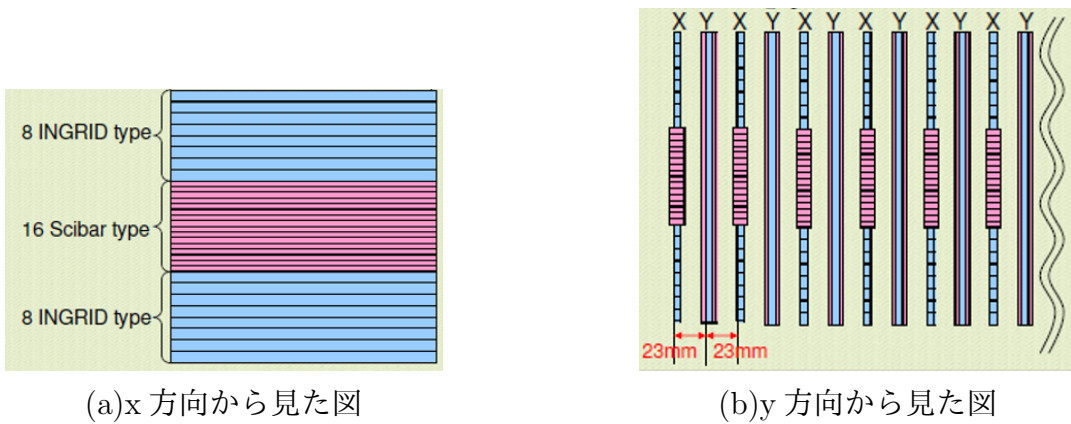 8 INGRID type
16 Scibar type
8 INGRID type
(a)x 方向から見た図
X Y X Y X Y X Y X Y X Y
23mm 23mm
(b)y 方向から見た図